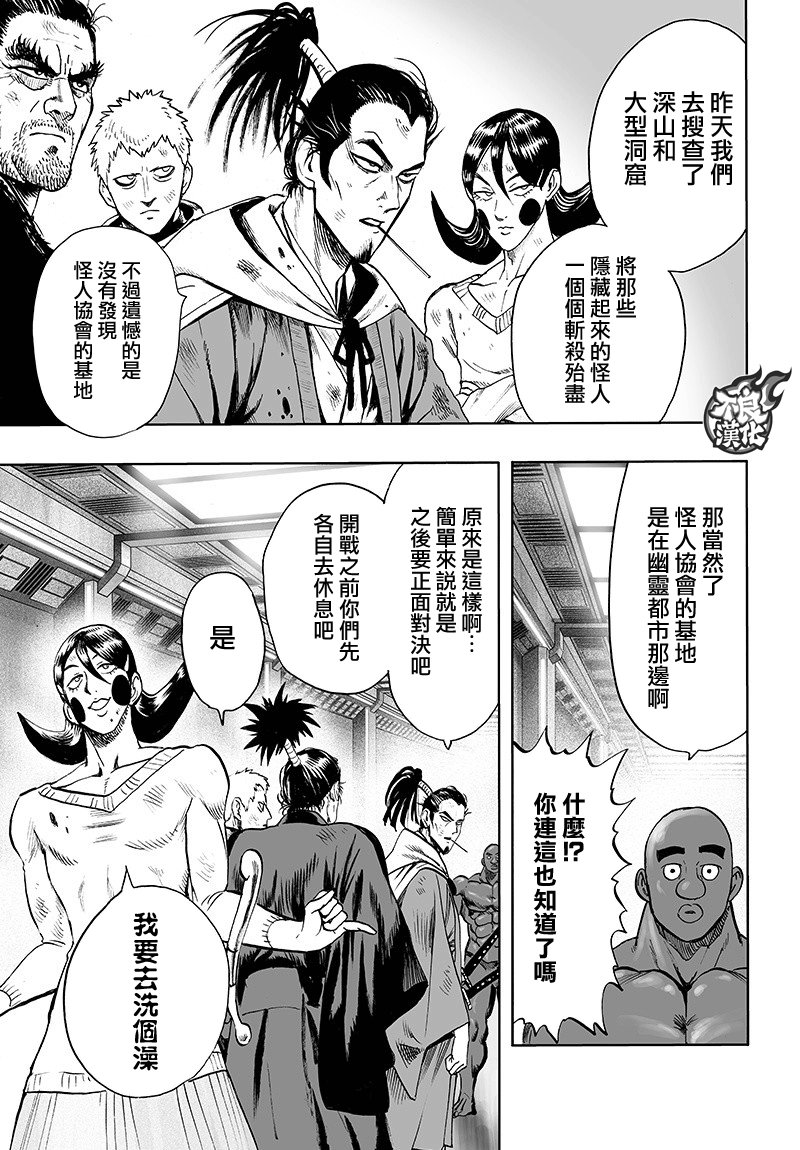 昨天我們
去搜查了
深山和
大型洞窟
將那些
隱藏起來的怪人
一個個斬殺殆盡
不過遺憾的是
沒有發現
怪人協會的基地
狼
漢化
那當然了
怪人協會的基地
是在幽靈都市那邊啊
什麼!?
你連這也知道了嗎
原來是這樣啊…
簡單來説就是
之後要正面對決吧
開戰之前你們先
各自去休息吧
是
我要去洗個澡